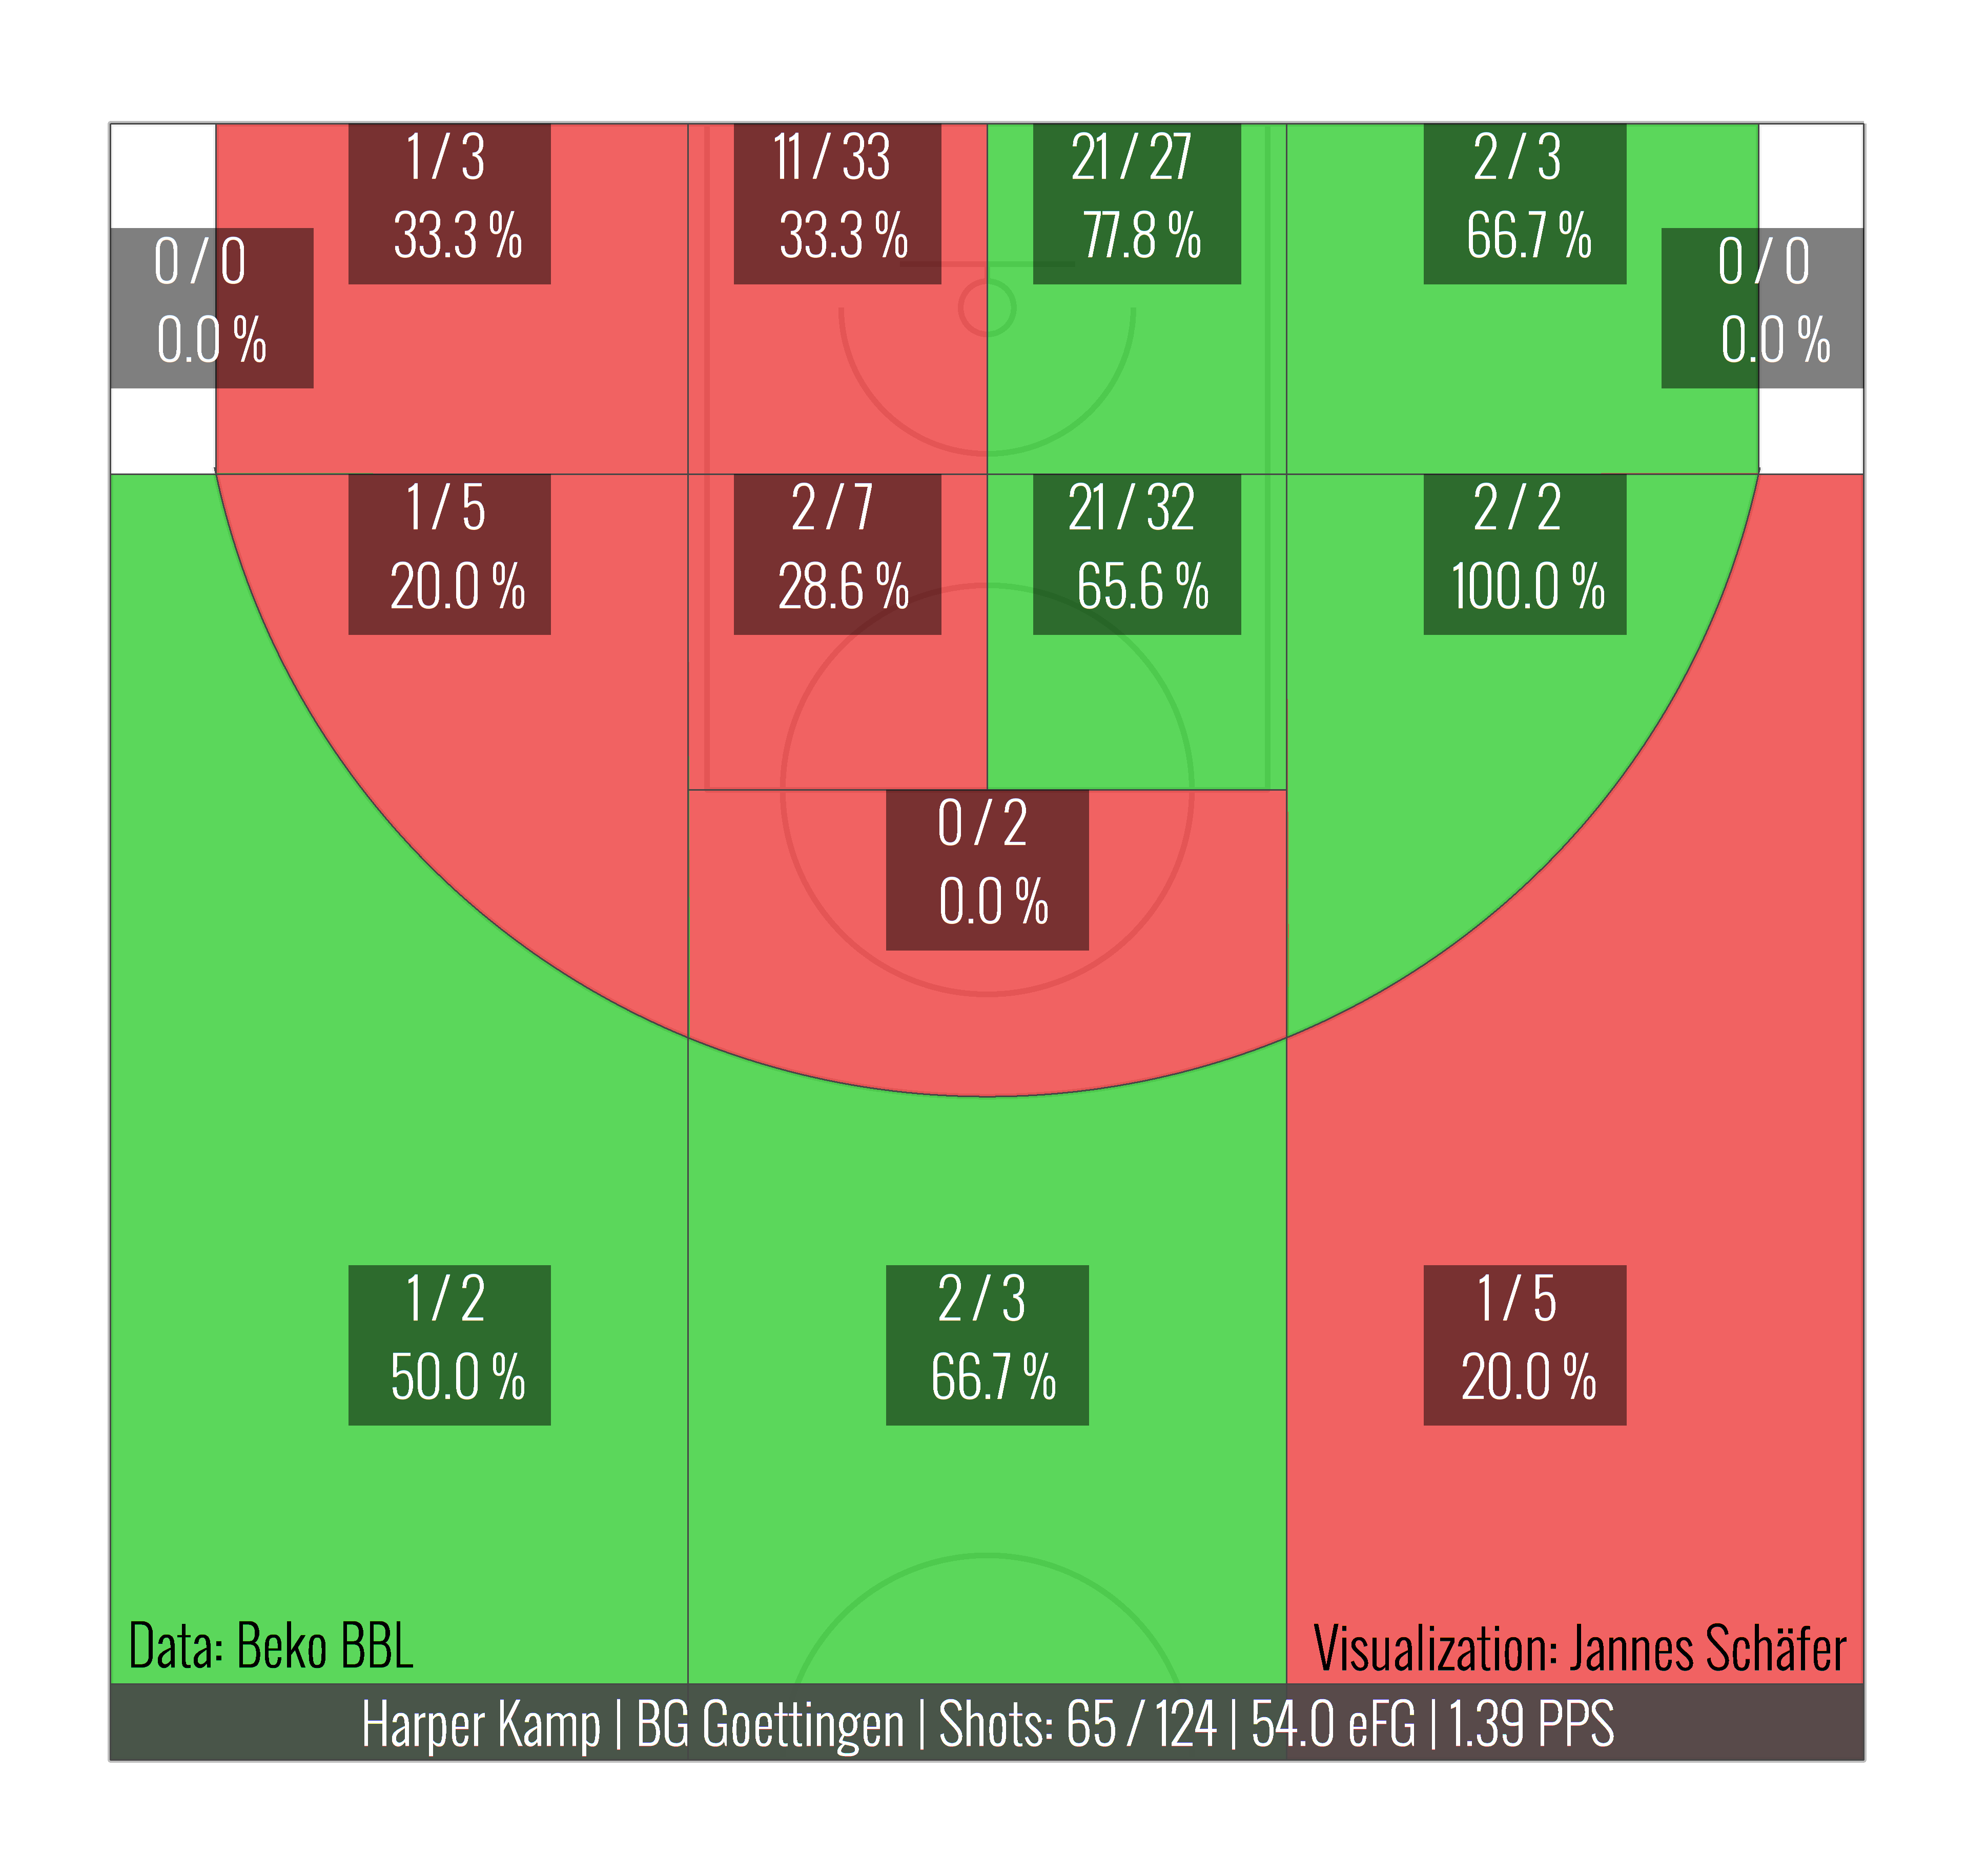 1 / 3
33.3 %
11 / 33
33.3 %
21 / 27
77.8 %
2 / 3
66.7 %
0 / 0
0.0 %
0 / 0
0.0 %
1 / 5
20.0 %
2 / 7
28.6 %
21 / 32
65.6 %
2 / 2
100.0 %
0 / 2
0.0 %
1 / 2
50.0 %
2 / 3
66.7 %
1 / 5
20.0 %
Data: Beko BBL
Visualization: Jannes Schäfer
Harper Kamp | BG Goettingen | Shots: 65 / 124 | 54.0 eFG | 1.39 PPS